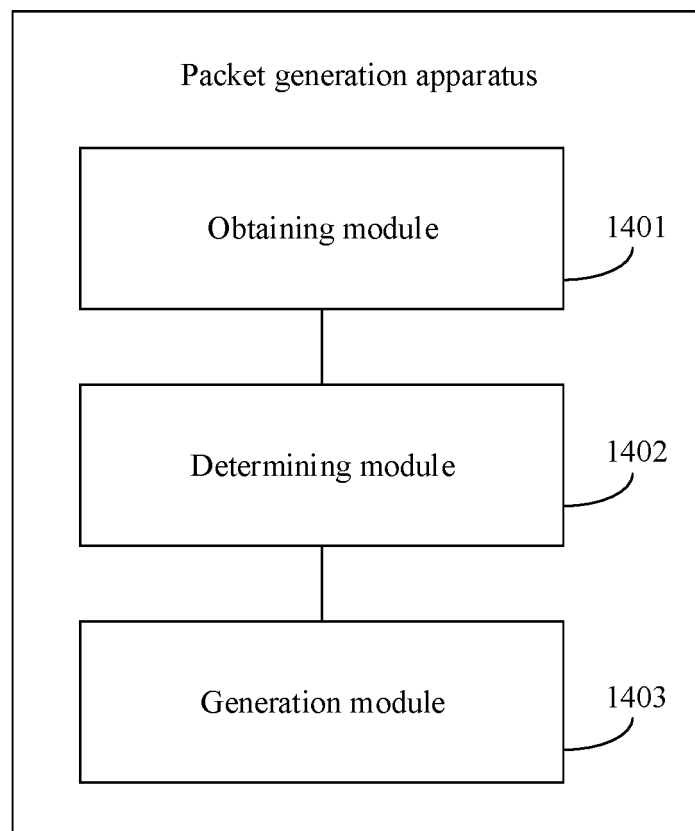 Packet generation apparatus
Obtaining module
1401
Determining module
1402
Generation module
1403